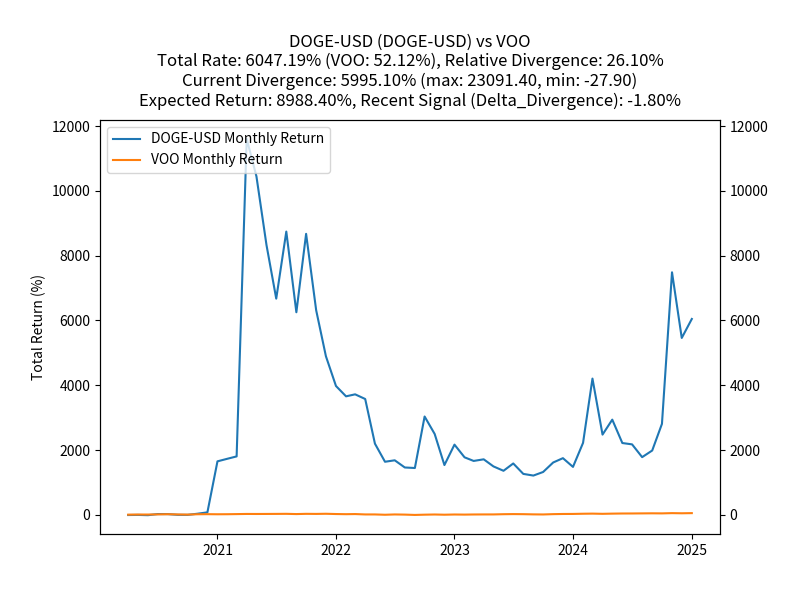 DOGE-USD (DOGE-USD) vs VOO
Total Rate: 6047.19% (VOO: 52.12%), Relative Divergence: 26.10%
Current Divergence: 5995.10% (max: 23091.40, min: -27.90)
Expected Return: 8988.40%, Recent Signal (Delta_Divergence): -1.80%
DOGE-USD Monthly Return
VOO Monthly Return
Total Return (%)
12000
10000
8000
6000
4000
2000
0
12000
10000
8000
6000
4000
2000
0
2021
2022
2023
2024
2025